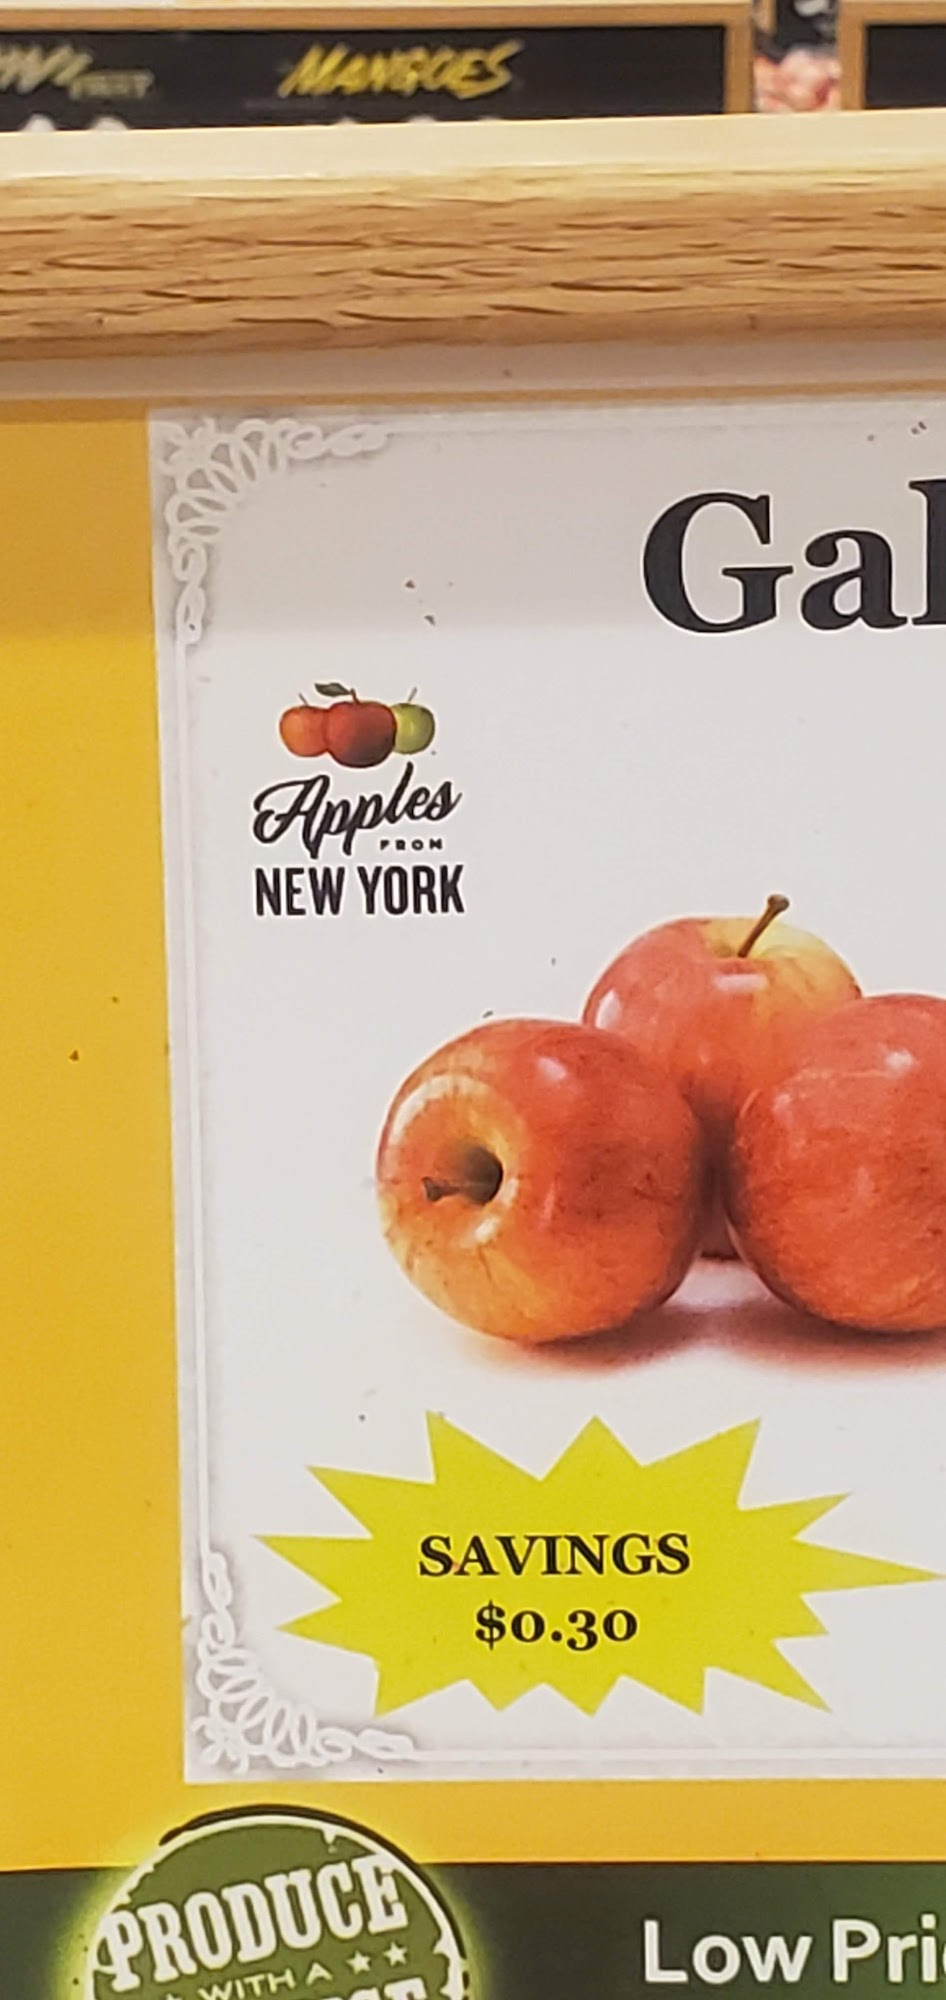 MANGOES
Gal
Apples
FROM
NEW YORK
SAVINGS
$0.30
PRODUCE
WITH A
Low Pri